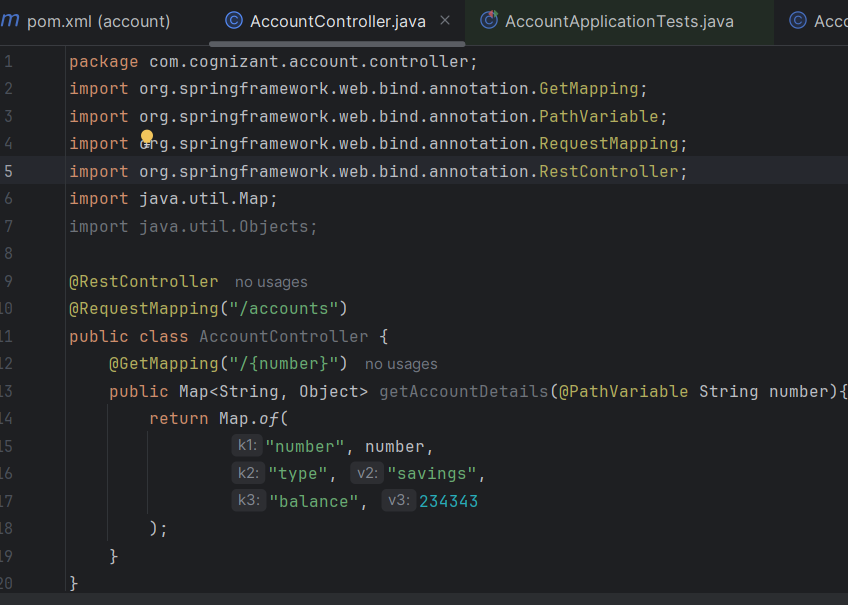 pom.xml (account) AccountController.java AccountApplicationTests.java Acco
1 package com.cognizant.account.controller;
2 import org.springframework.web.bind.annotation.GetMapping;
3 import org.springframework.web.bind.annotation.PathVariable;
4 import org.springframework.web.bind.annotation.RequestMapping;
5 import org.springframework.web.bind.annotation.RestController;
6 import java.util.Map;
7 import java.util.Objects;
8
9 @RestController no usages
10 @RequestMapping("/accounts")
11 public class AccountController {
12 @GetMapping("/{number}") no usages
13 public Map<String, Object> getAccountDetails(@PathVariable String number){
14 return Map.of(
15 k1: "number", number,
16 k2: "type", v2: "savings",
17 k3: "balance", v3: 234343
18 );
19 }
20 }